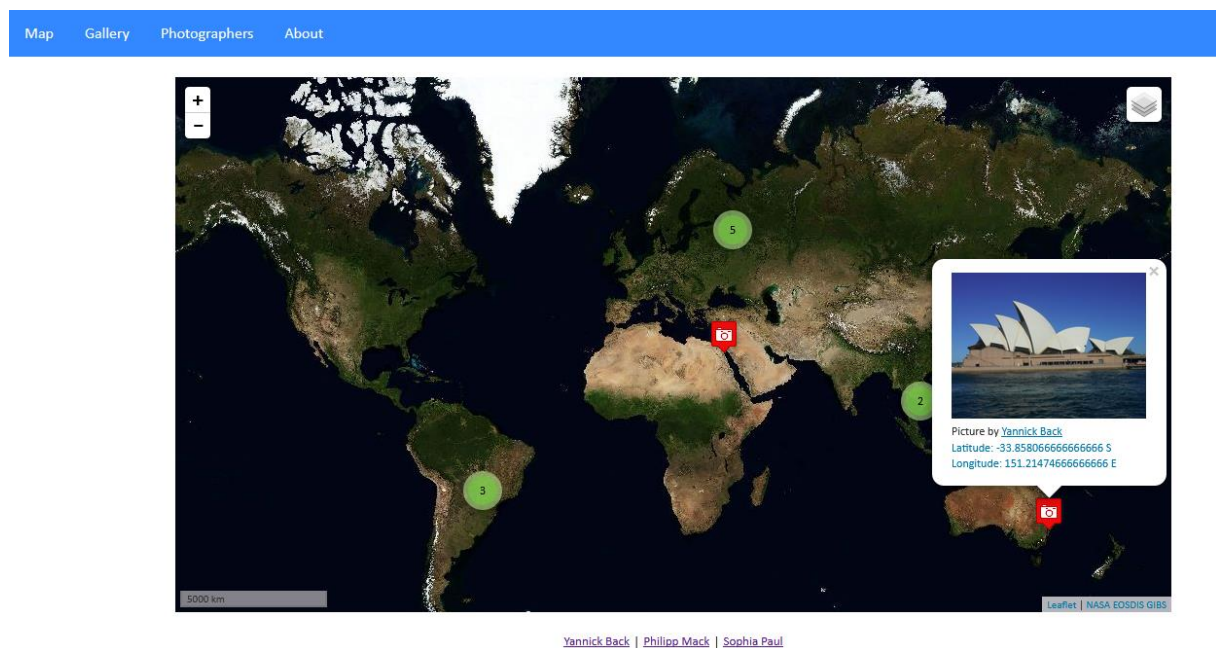 Map Gallery Photographers About
+
−
5
×
Picture by Yannick Back
Latitude: -33.858066666666666 S
Longitude: 151.21474666666666 E
2
3
5000 km
Leaflet | NASA EOSDIS GIBS
Yannick Back | Philipp Mack | Sophia Paul